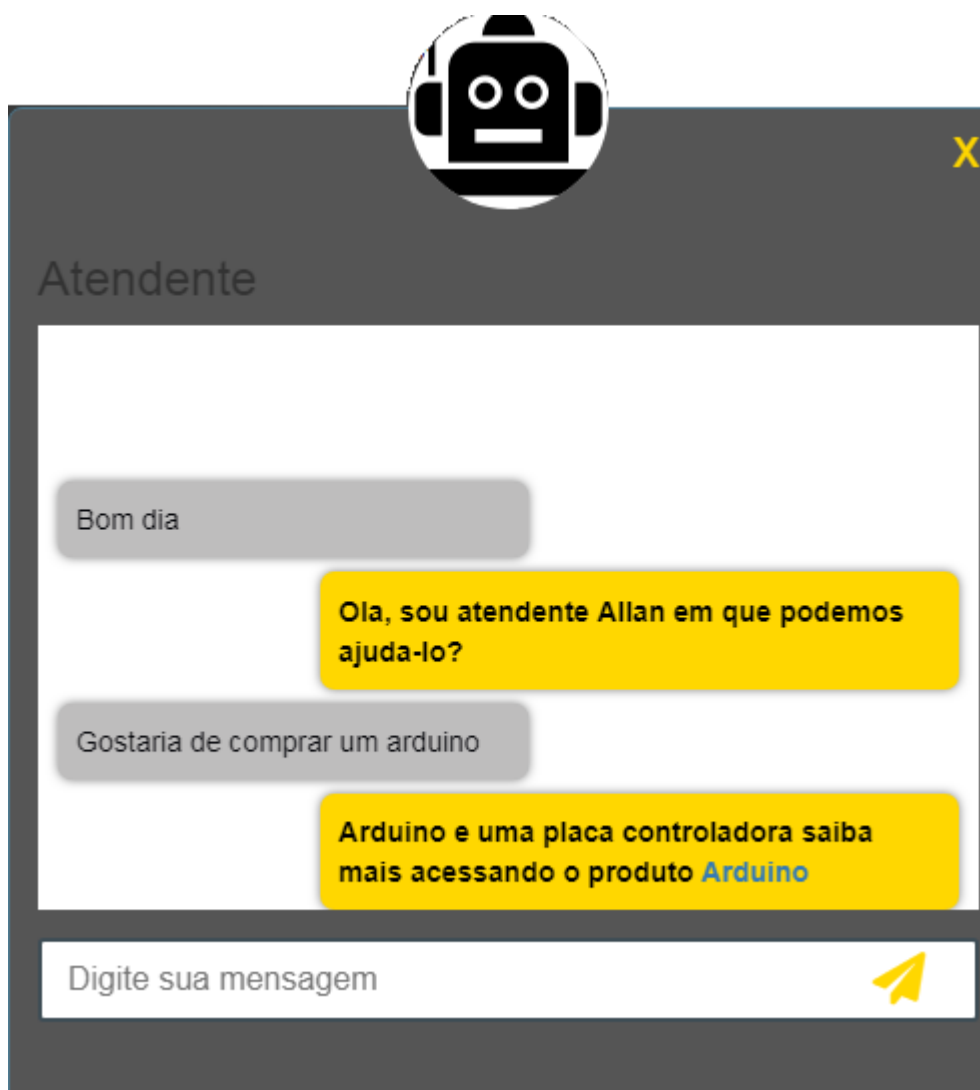 X
Atendente
Bom dia
Ola, sou atendente Allan em que podemos
ajuda-lo?
Gostaria de comprar um arduino
Arduino e uma placa controladora saiba
mais acessando o produto Arduino
Digite sua mensagem